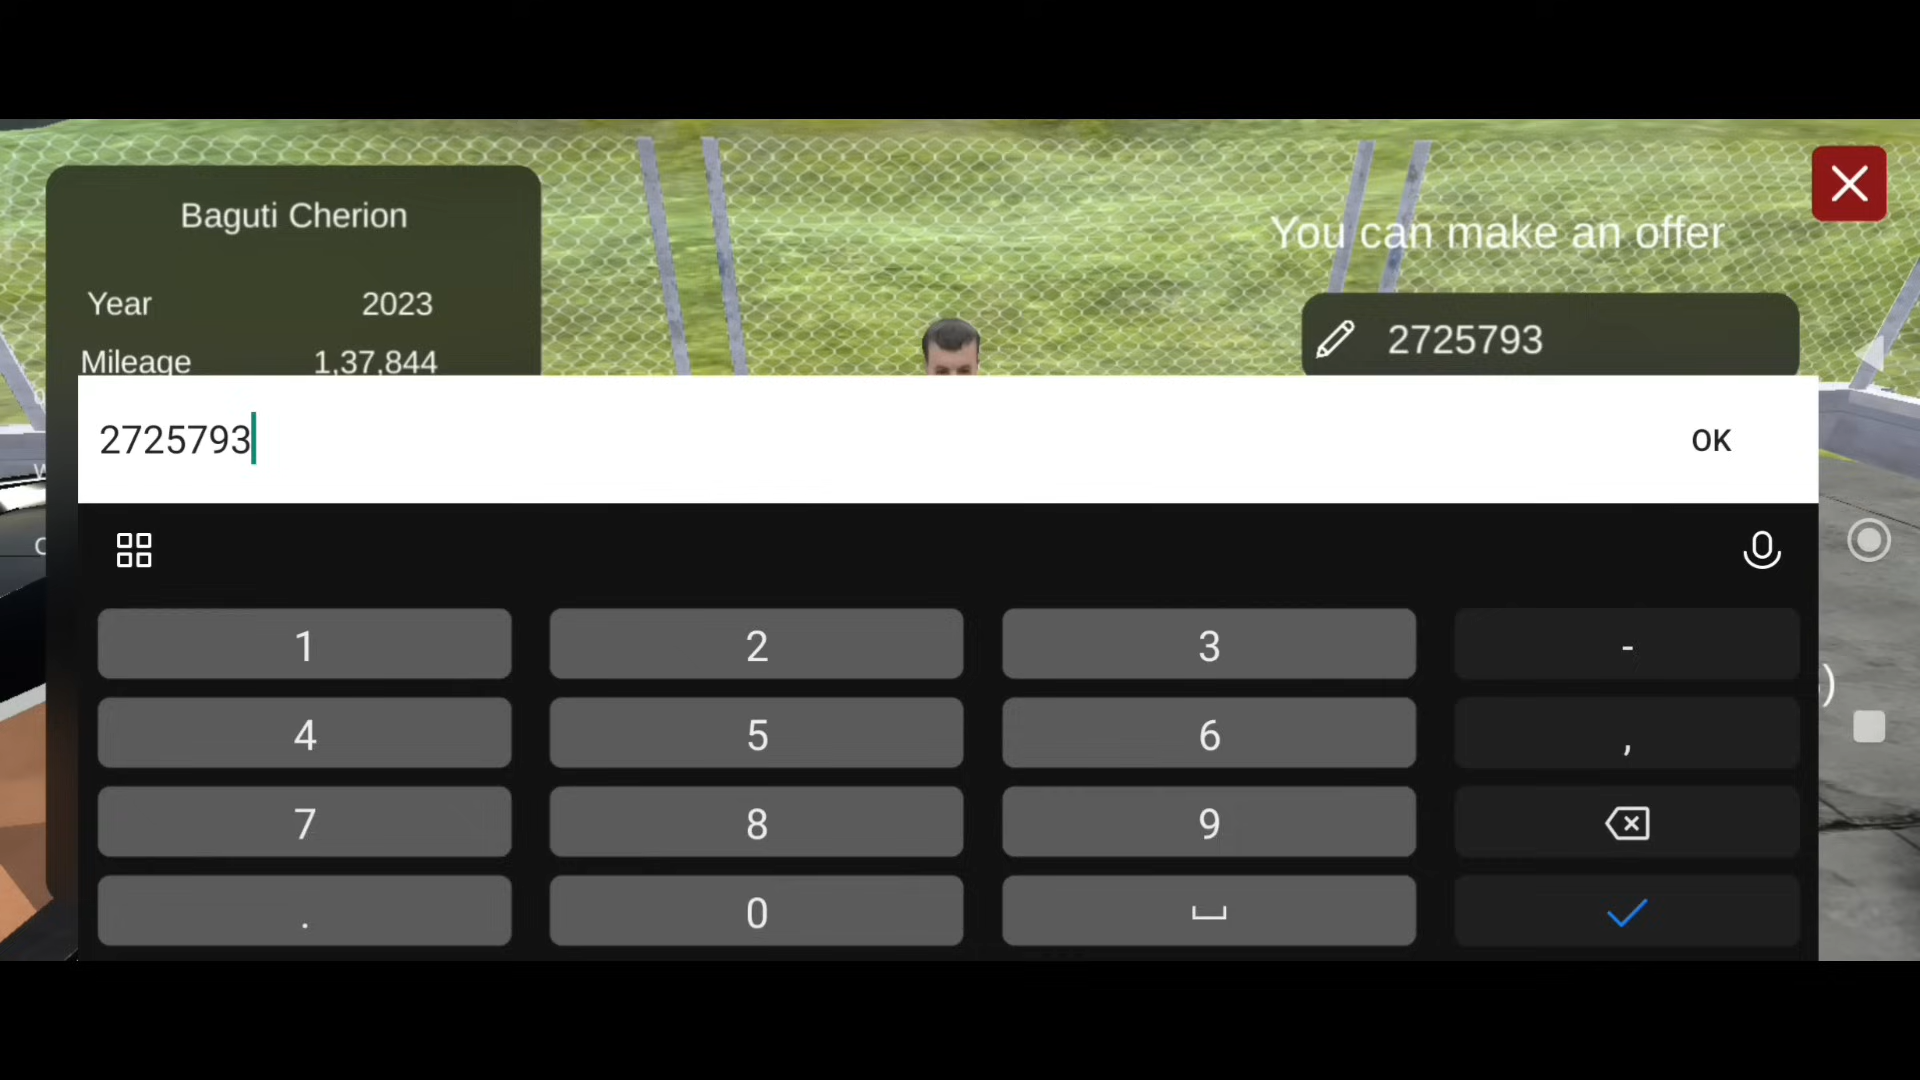 Baguti Cherion
You can make an offer
Year 2023
2725793
Mileage 1,37,844
2725793
OK
1 2 3 -
4 5 6 ,
7 8 9
. 0
)